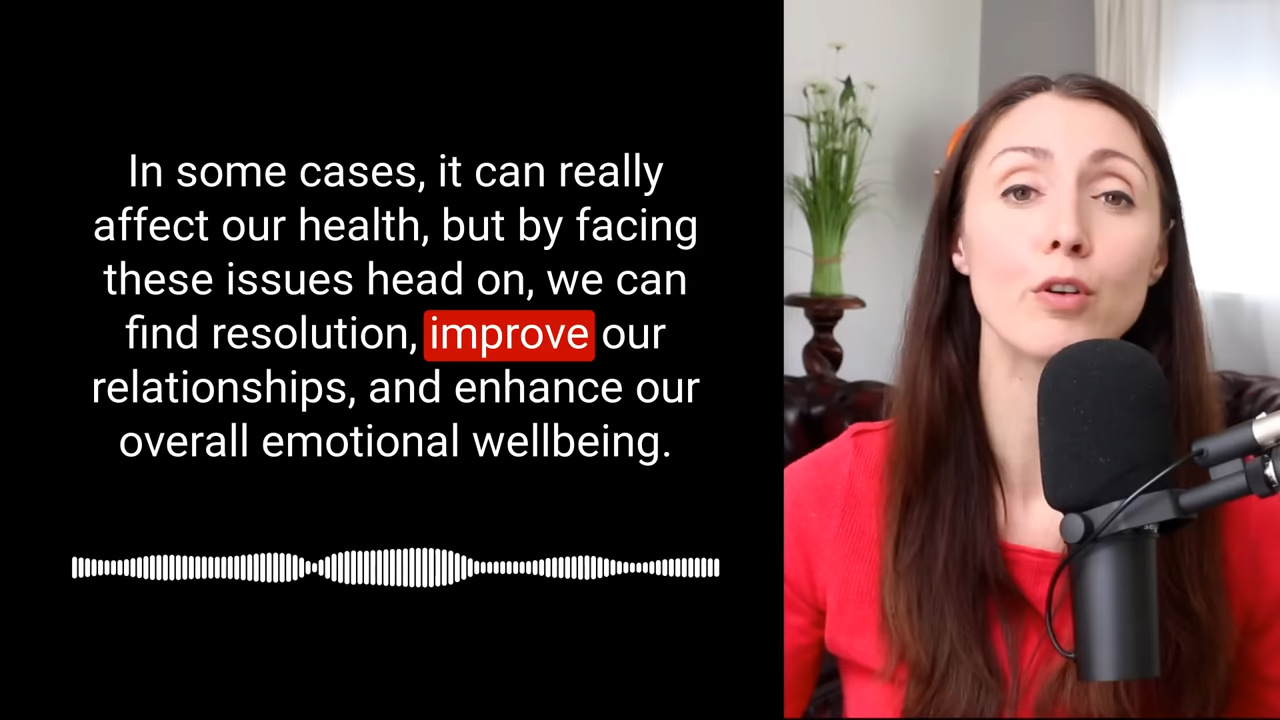 In some cases, it can really
affect our health, but by facing
these issues head on, we can
find resolution, improve our
relationships, and enhance our
overall emotional wellbeing.